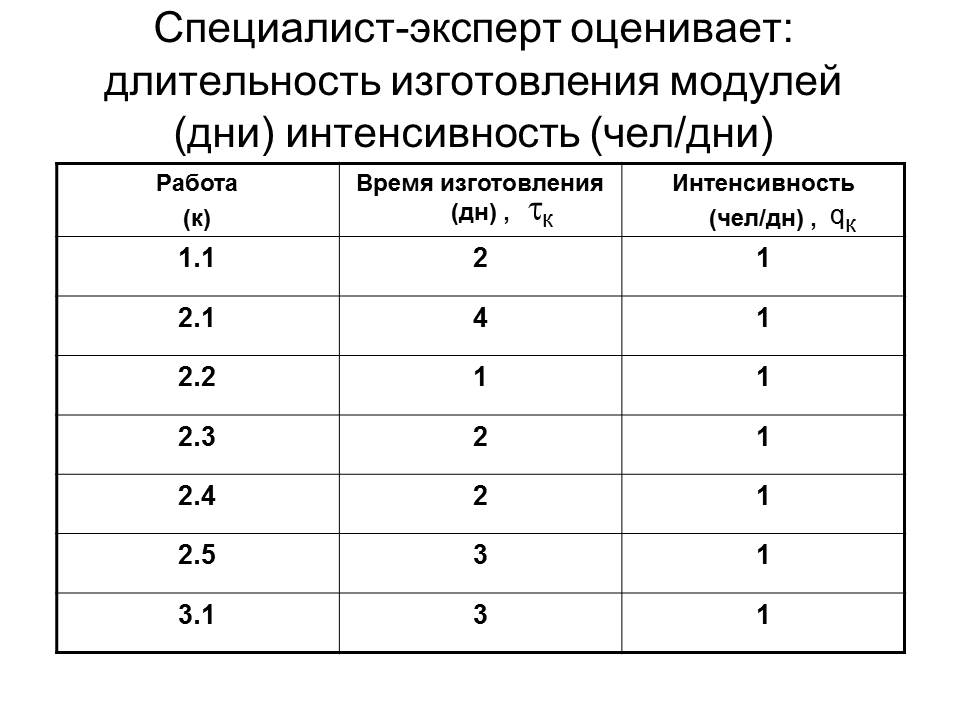 Специалист-эксперт оценивает:
длительность изготовления модулей
(дни) интенсивность (чел/дни)
Работа
(к)
Время изготовления
(дн) , τк
Интенсивность
(чел/дн) , qк
1.1 2 1
2.1 4 1
2.2 1 1
2.3 2 1
2.4 2 1
2.5 3 1
3.1 3 1